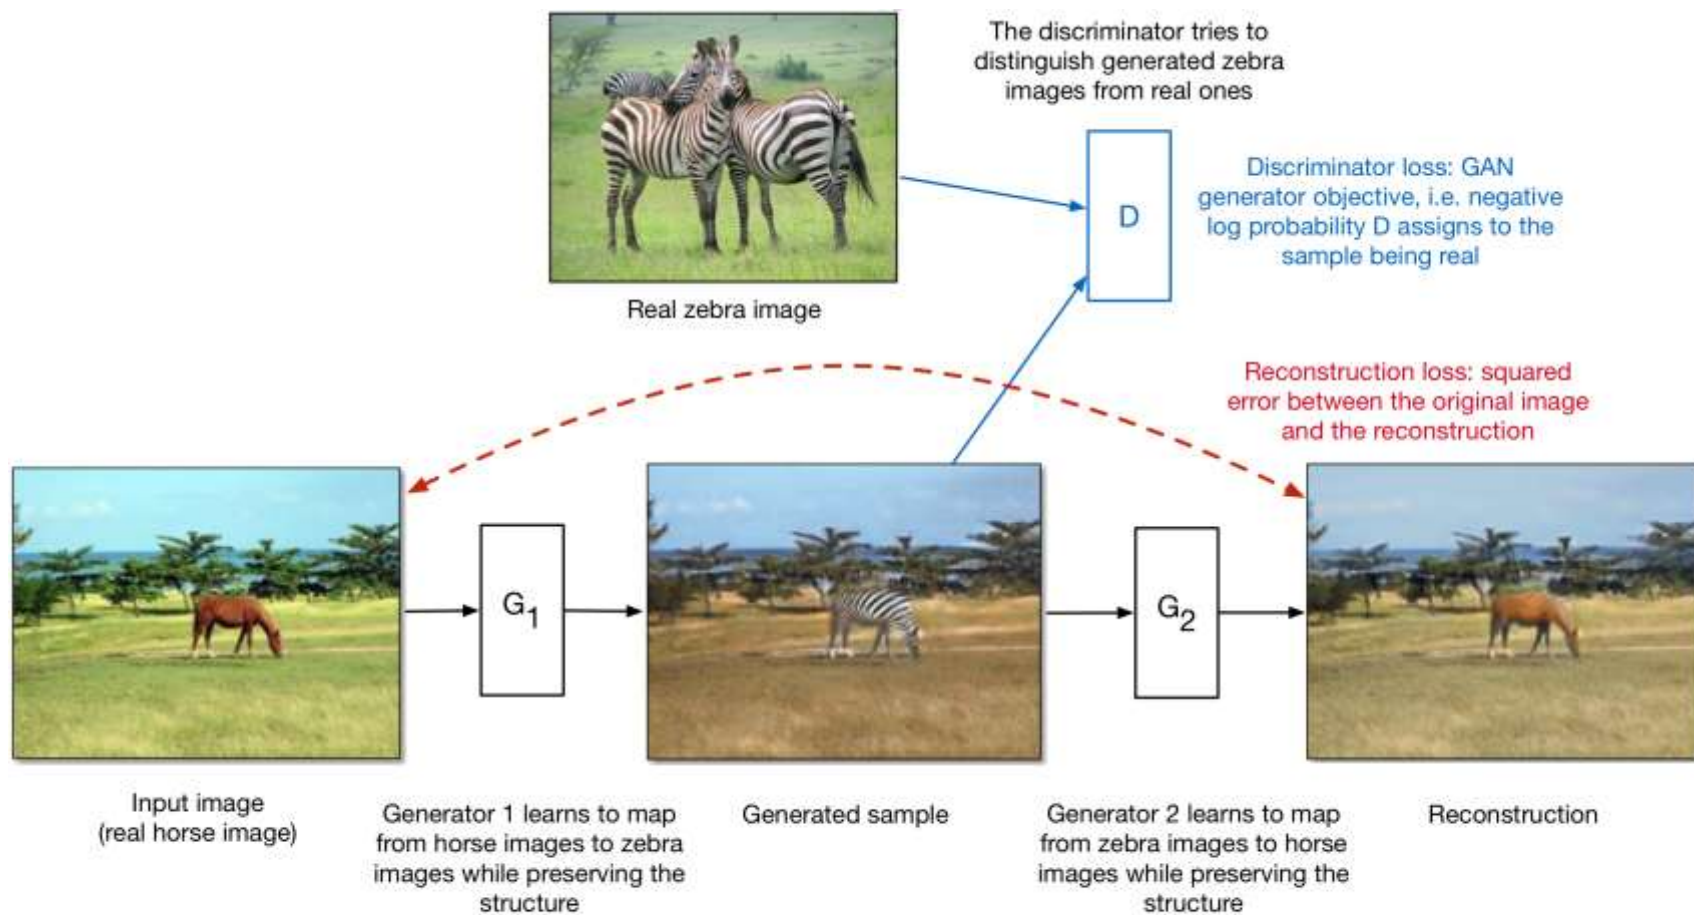 The discriminator tries to
distinguish generated zebra
images from real ones
D
Discriminator loss: GAN
generator objective, i.e. negative
log probability D assigns to the
sample being real
Real zebra image
Reconstruction loss: squared
error between the original image
and the reconstruction
G1
G2
Input image
(real horse image)
Generator 1 learns to map
from horse images to zebra
images while preserving the
structure
Generated sample
Generator 2 learns to map
from zebra images to horse
images while preserving the
structure
Reconstruction